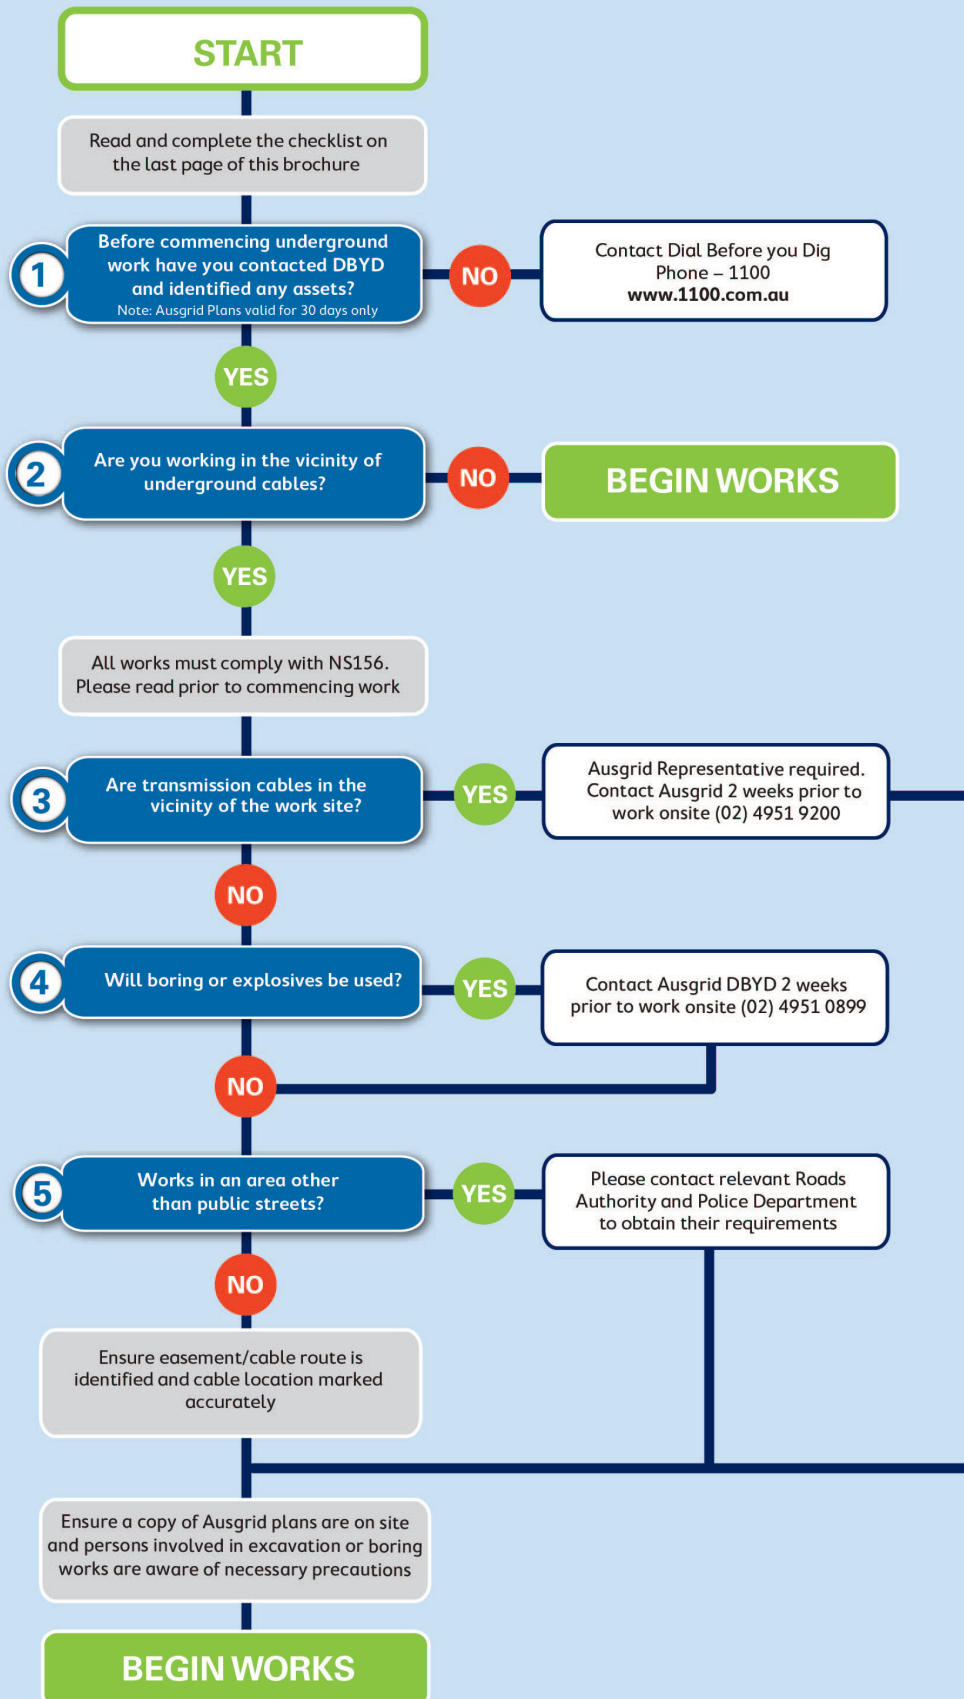 START
Read and complete the checklist on
the last page of this brochure
1
Before commencing underground
work have you contacted DBYD
and identified any assets?
Note: Ausgrid Plans valid for 30 days only
NO
Contact Dial Before you Dig
Phone – 1100
www.1100.com.au
YES
2
Are you working in the vicinity of
underground cables?
NO
BEGIN WORKS
YES
All works must comply with NS156.
Please read prior to commencing work
3
Are transmission cables in the
vicinity of the work site?
YES
Ausgrid Representative required.
Contact Ausgrid 2 weeks prior to
work onsite (02) 4951 9200
NO
4
Will boring or explosives be used?
YES
Contact Ausgrid DBYD 2 weeks
prior to work onsite (02) 4951 0899
NO
5
Works in an area other
than public streets?
YES
Please contact relevant Roads
Authority and Police Department
to obtain their requirements
NO
Ensure easement/cable route is
identified and cable location marked
accurately
Ensure a copy of Ausgrid plans are on site
and persons involved in excavation or boring
works are aware of necessary precautions
BEGIN WORKS